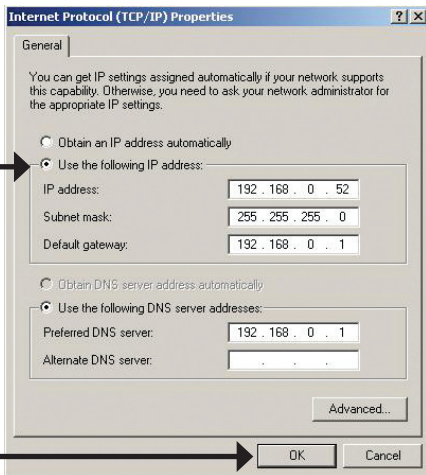 Internet Protocol (TCP/IP) Properties
General
You can get IP settings assigned automatically if your network supports
this capability. Otherwise, you need to ask your network administrator for
the appropriate IP settings.
Obtain an IP address automatically
Use the following IP address:
IP address: 192 . 168 . 0 . 52
Subnet mask: 255 . 255 . 255 . 0
Default gateway: 192 . 168 . 0 . 1
Obtain DNS server address automatically
Use the following DNS server addresses:
Preferred DNS server: 192 . 168 . 0 . 1
Alternate DNS server: . . .
Advanced...
OK Cancel